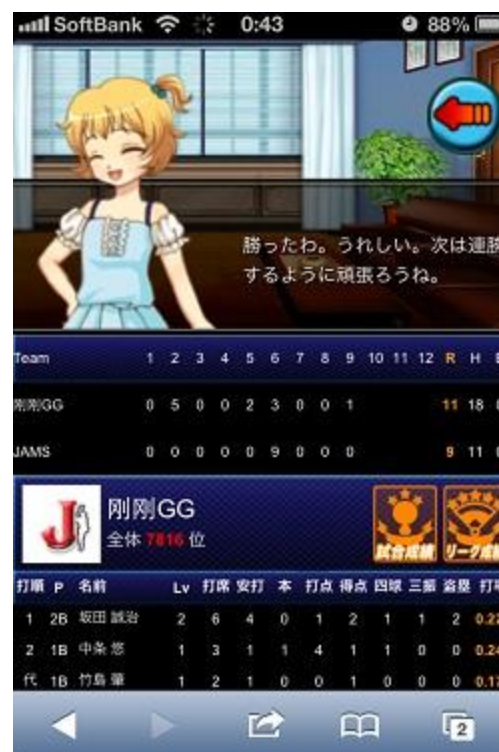 SoftBank 0:43 88%
勝ったわ。うれしい。次は連勝
するように頑張ろうね。
Team 1 2 3 4 5 6 7 8 9 10 11 12 R H E
剛剛GG 0 5 0 0 2 3 0 0 1 11 18 0
JAMS 0 0 0 0 0 9 0 0 0 9 11 0
J
剛剛GG
全体 7816 位
試合成績 リーグ成績
打順 P 名前 Lv 打席 安打 本 打点 得点 四球 三振 盗塁 打率
1 2B 坂田 誠治 2 6 4 0 1 2 1 1 2
2 1B 中条 悠 1 3 1 1 4 1 1 0 0
代 1B 竹島 肇 1 2 1 0 0 1 0 0 0
2